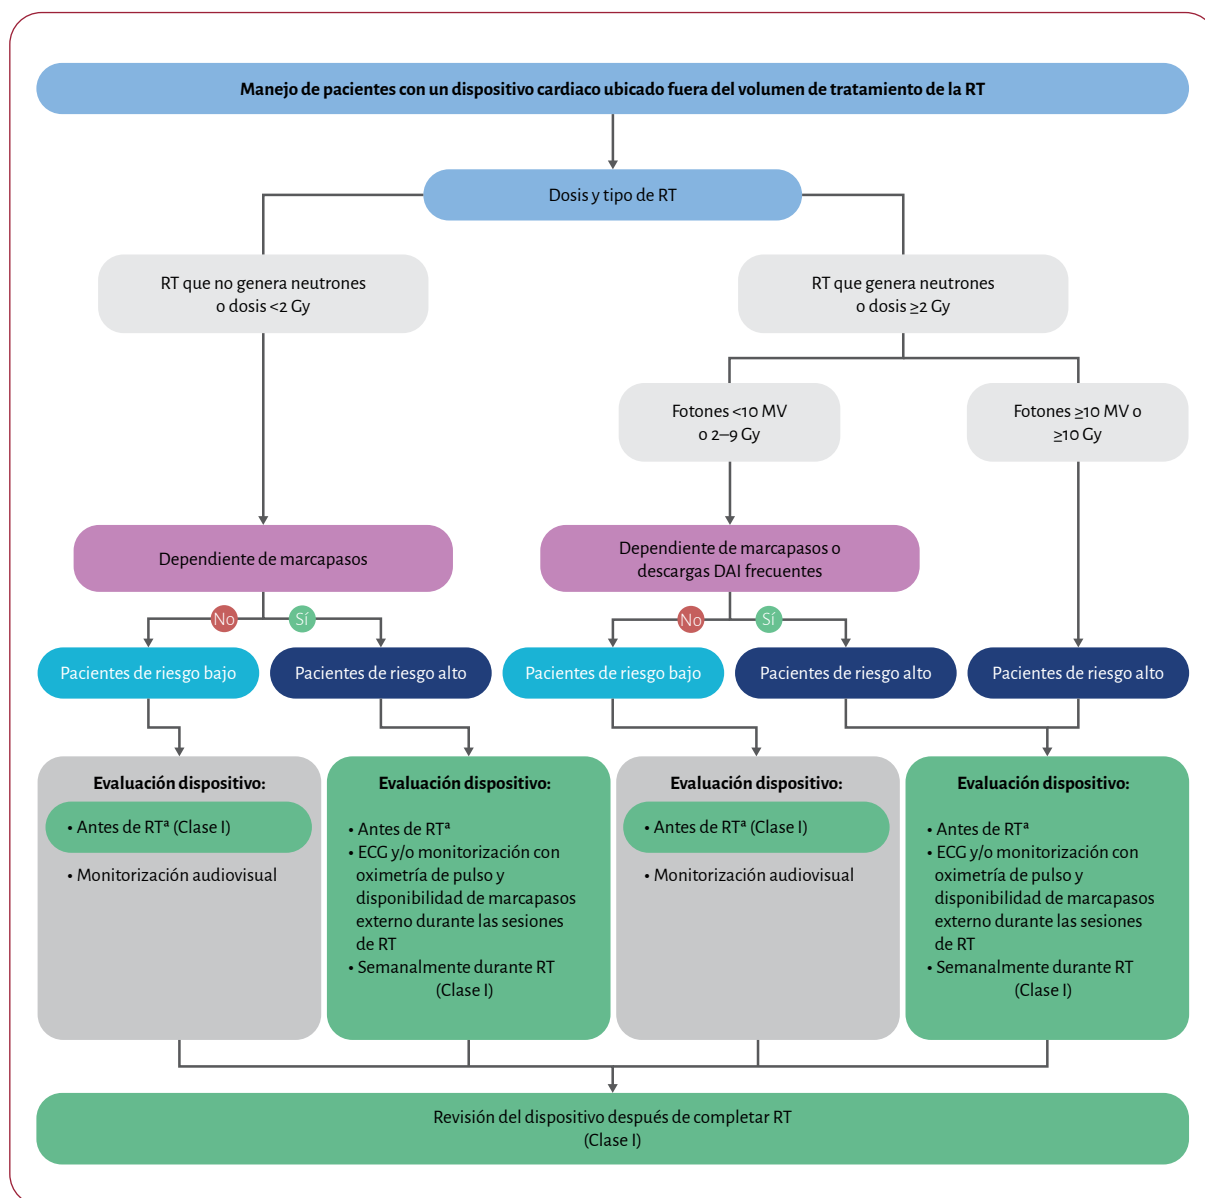 Manejo de pacientes con un dispositivo cardiaco ubicado fuera del volumen de tratamiento de la RT
Dosis y tipo de RT
RT que no genera neutrones
o dosis <2 Gy
RT que genera neutrones
o dosis ≥2 Gy
Fotones <10 MV
o 2–9 Gy
Fotones ≥10 MV o
≥10 Gy
Dependiente de marcapasos
Dependiente de marcapasos o
descargas DAI frecuentes
No
Sí
No
Sí
Pacientes de riesgo bajo
Pacientes de riesgo alto
Pacientes de riesgo bajo
Pacientes de riesgo alto
Pacientes de riesgo alto
Evaluación dispositivo:
• Antes de RTª (Clase I)
• Monitorización audiovisual
Evaluación dispositivo:
• Antes de RTª
• ECG y/o monitorización con
oximetría de pulso y
disponibilidad de marcapasos
externo durante las sesiones
de RT
• Semanalmente durante RT
(Clase I)
Evaluación dispositivo:
• Antes de RTª (Clase I)
• Monitorización audiovisual
Evaluación dispositivo:
• Antes de RTª
• ECG y/o monitorización con
oximetría de pulso y
disponibilidad de marcapasos
externo durante las sesiones
de RT
• Semanalmente durante RT
(Clase I)
Revisión del dispositivo después de completar RT
(Clase I)